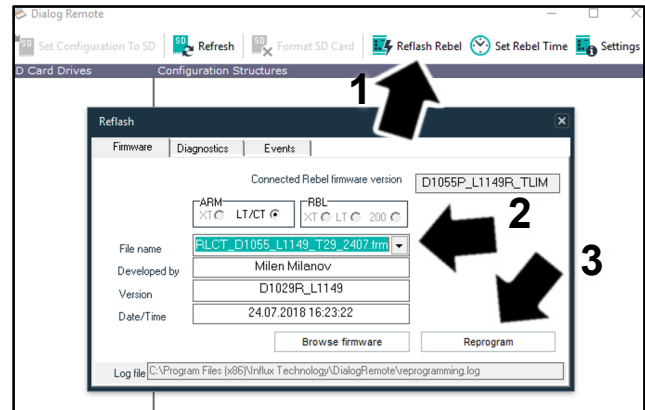 Dialog Remote
Set Configuration To SD Refresh Format SD Card Reflash Rebel Set Rebel Time Settings
D Card Drives Configuration Structures
1
Reflash
Firmware Diagnostics Events
Connected Rebel firmware version D1055P_L1149R_TLIM
ARM RBL
XT LT/CT XT LT 200
2
File name RLCT_D1055_L1149_T29_2407.frm
3
Developed by Milen Milanov
Version D1029R_L1149
Date/Time 24.07.2018 16:23:22
Browse firmware Reprogram
Log file C:\Program Files (x86)\Influx Technology\DialogRemote\reprogramming.log